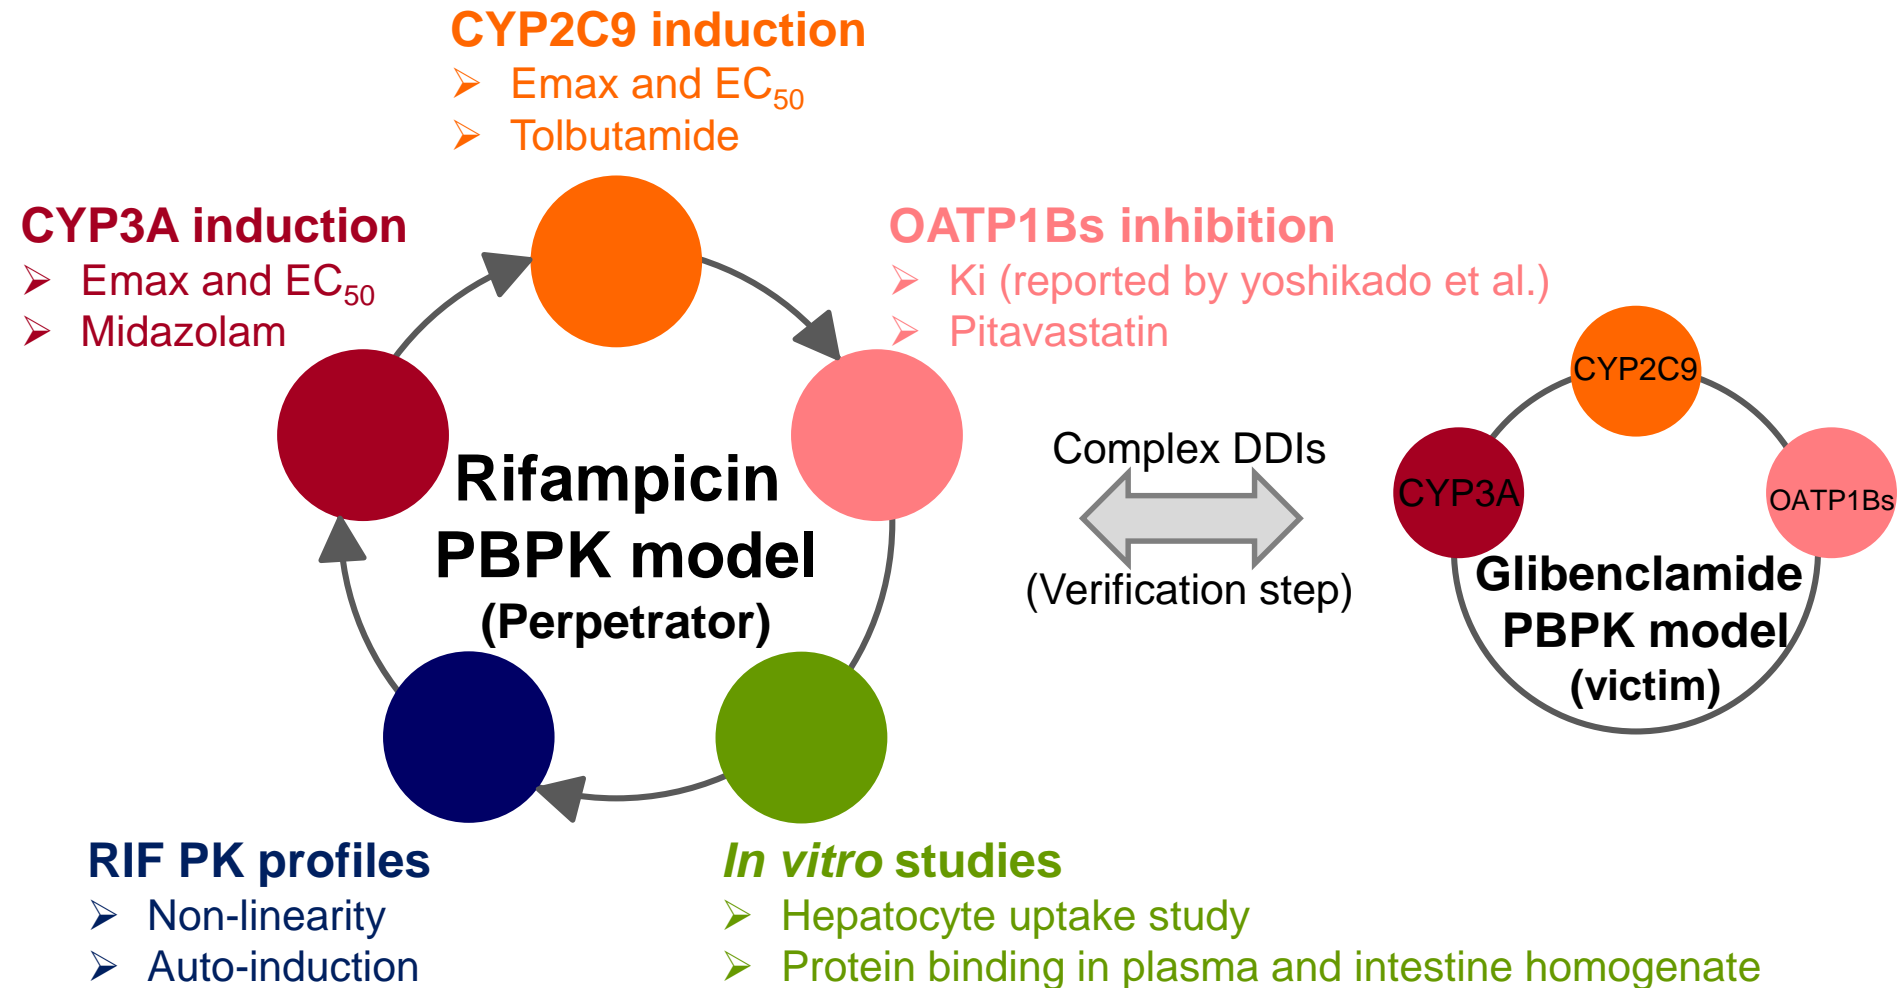 CYP2C9 induction
➢ Emax and EC50
➢ Tolbutamide
CYP3A induction
➢ Emax and EC50
➢ Midazolam
OATP1Bs inhibition
➢ Ki (reported by yoshikado et al.)
➢ Pitavastatin
Rifampicin
PBPK model
(Perpetrator)
Complex DDIs
(Verification step)
CYP2C9
CYP3A
OATP1Bs
Glibenclamide
PBPK model
(victim)
RIF PK profiles
➢ Non-linearity
➢ Auto-induction
In vitro studies
➢ Hepatocyte uptake study
➢ Protein binding in plasma and intestine homogenate